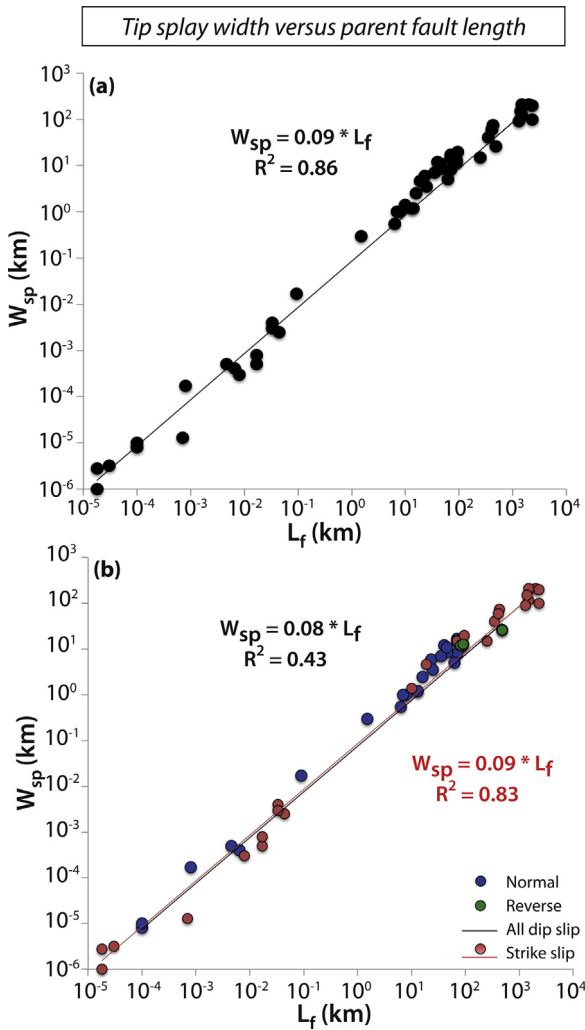 Tip splay width versus parent fault length
(a)
W_sp = 0.09 * L_f
R² = 0.86
W_sp (km)
10³
10²
10¹
10⁰
10⁻¹
10⁻²
10⁻³
10⁻⁴
10⁻⁵
10⁻⁶
10⁻⁵ 10⁻⁴ 10⁻³ 10⁻² 10⁻¹ 10⁰ 10¹ 10² 10³ 10⁴
L_f (km)
(b)
W_sp = 0.08 * L_f
R² = 0.43
W_sp = 0.09 * L_f
R² = 0.83
W_sp (km)
10³
10²
10¹
10⁰
10⁻¹
10⁻²
10⁻³
10⁻⁴
10⁻⁵
10⁻⁶
Normal
Reverse
All dip slip
Strike slip
10⁻⁵ 10⁻⁴ 10⁻³ 10⁻² 10⁻¹ 10⁰ 10¹ 10² 10³ 10⁴
L_f (km)